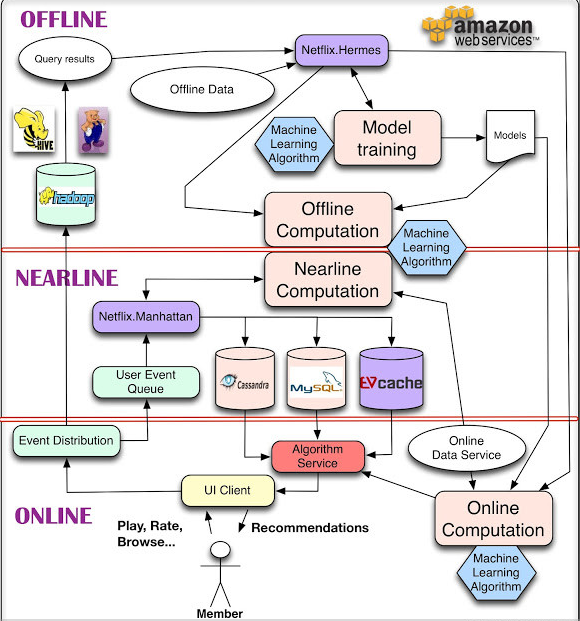 OFFLINE
amazon
web services™
Query results
Netflix.Hermes
Offline Data
HIVE
Machine
Learning
Algorithm
Model
training
Models
hadoop
Offline
Computation
Machine
Learning
Algorithm
NEARLINE
Nearline
Computation
Netflix.Manhattan
User Event
Queue
Cassandra
MySQL
EVcache
Event Distribution
Algorithm
Service
Online
Data Service
UI Client
ONLINE
Play, Rate,
Browse...
Recommendations
Online
Computation
Machine
Learning
Algorithm
Member